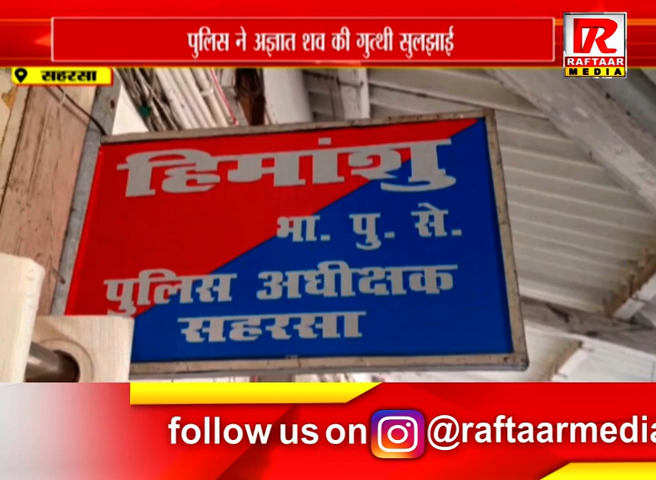 पुलिस ने अज्ञात शव की गुत्थी सुलझाई
R
RAFTAAR
MEDIA
सहरसा
हिमांशु
भा. पु. से.
पुलिस अधीक्षक
सहरसा
follow us on @raftaarmedia